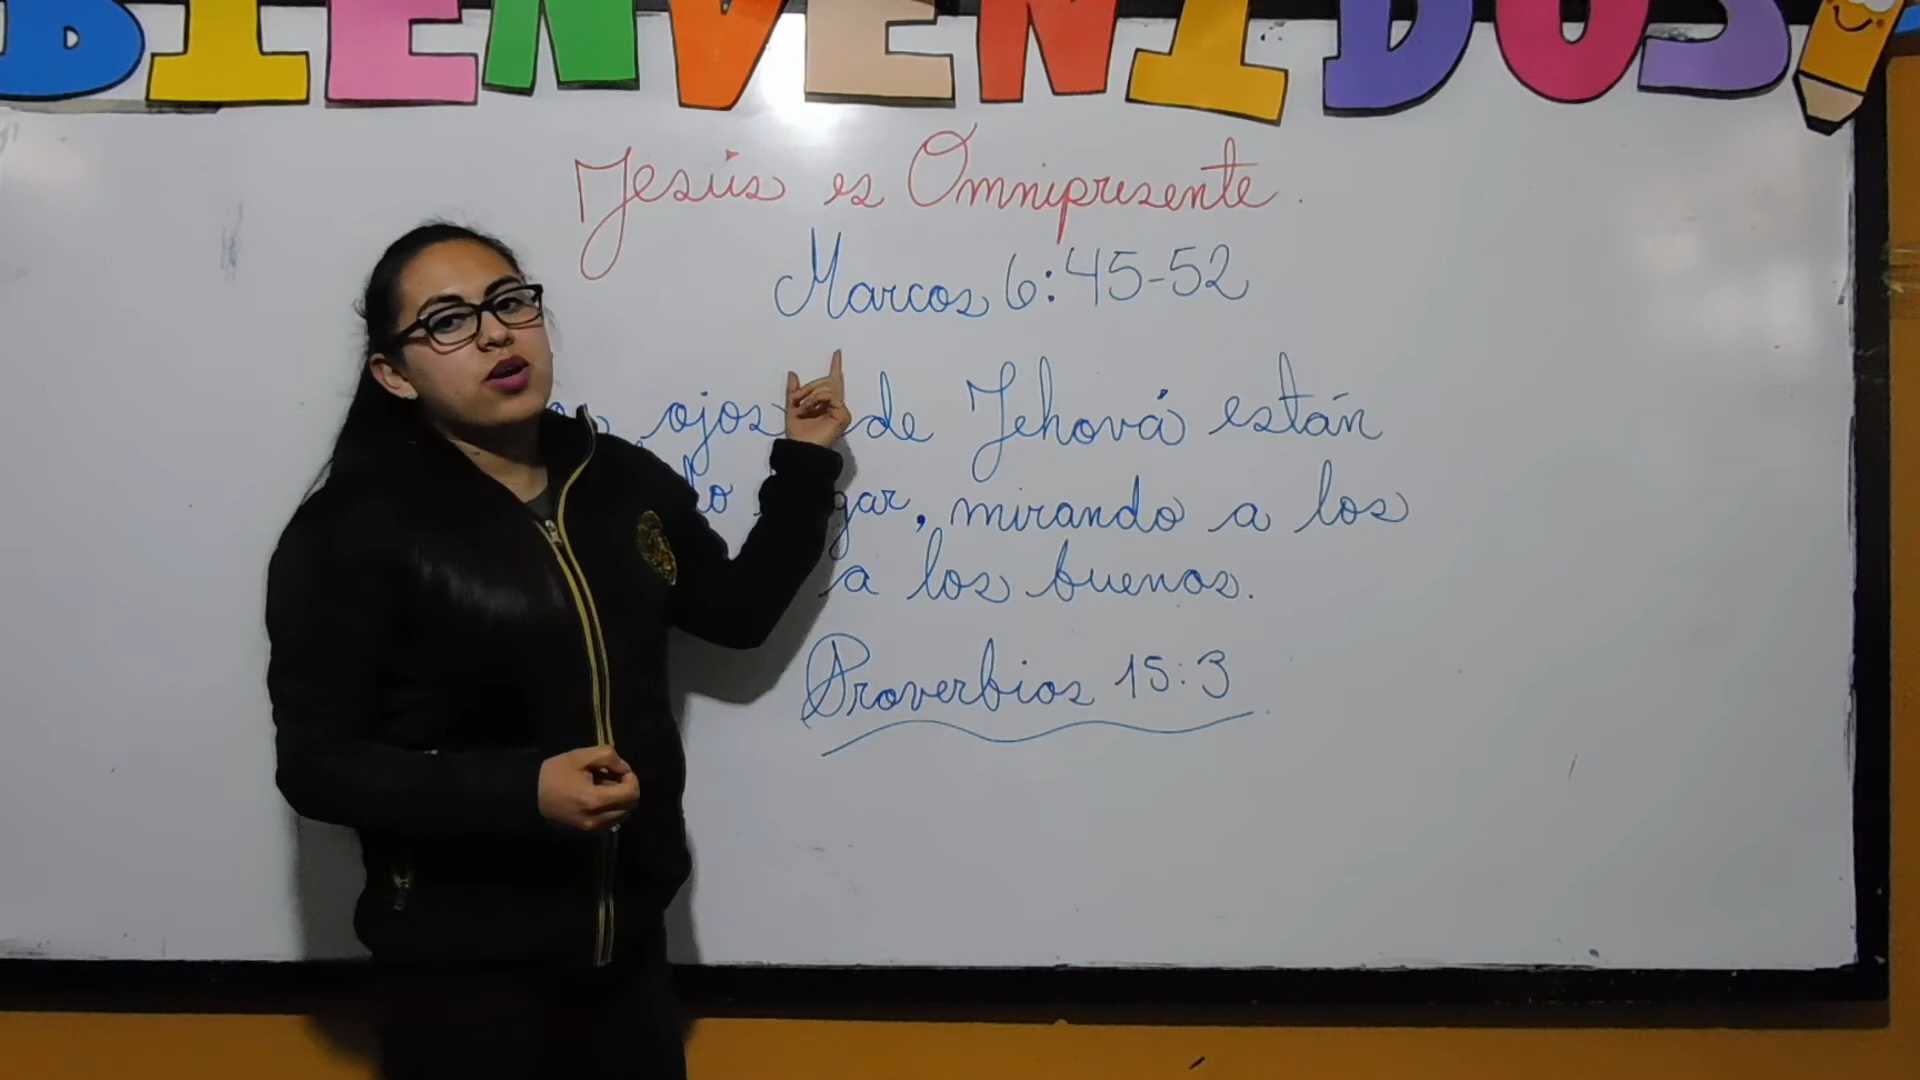 BIENVENIDOS
Jesús es Omnipresente.
Marcos 6:45-52
ojos de Jehová están
gar, mirando a los
a los buenos.
Proverbios 15:3